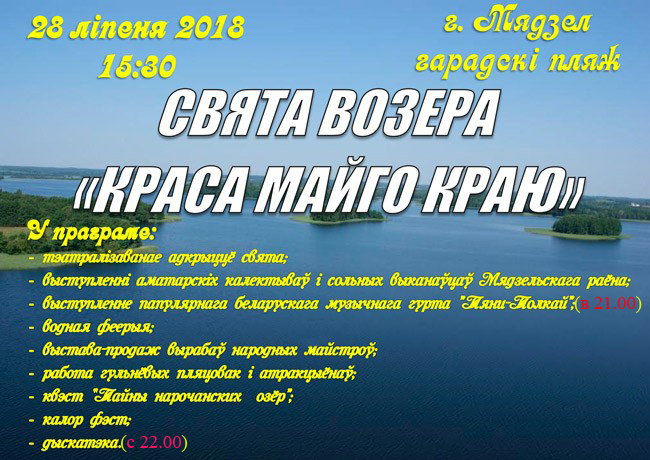 28 ліпеня 2018
15:30
г. Мядзел
гарадскі пляж
СВЯТА ВОЗЕРА
«КРАСА МАЙГО КРАЮ»
У праграме:
- тэатралізаванае адкрыццё свята;
- выступленні аматарскіх калектываў і сольных выканаўцаў Мядзельскага раёна;
- выступленне папулярнага беларускага музычнага гурта "Тяни-Толкай";(в 21.00)
- водная феерыя;
- выстава-продаж вырабаў народных майстроў;
- работа гульнёвых пляцовак і атракцыёнаў;
- квэст "Тайны нарочанских озёр";
- калор фэст;
- дыскатэка.(с 22.00)